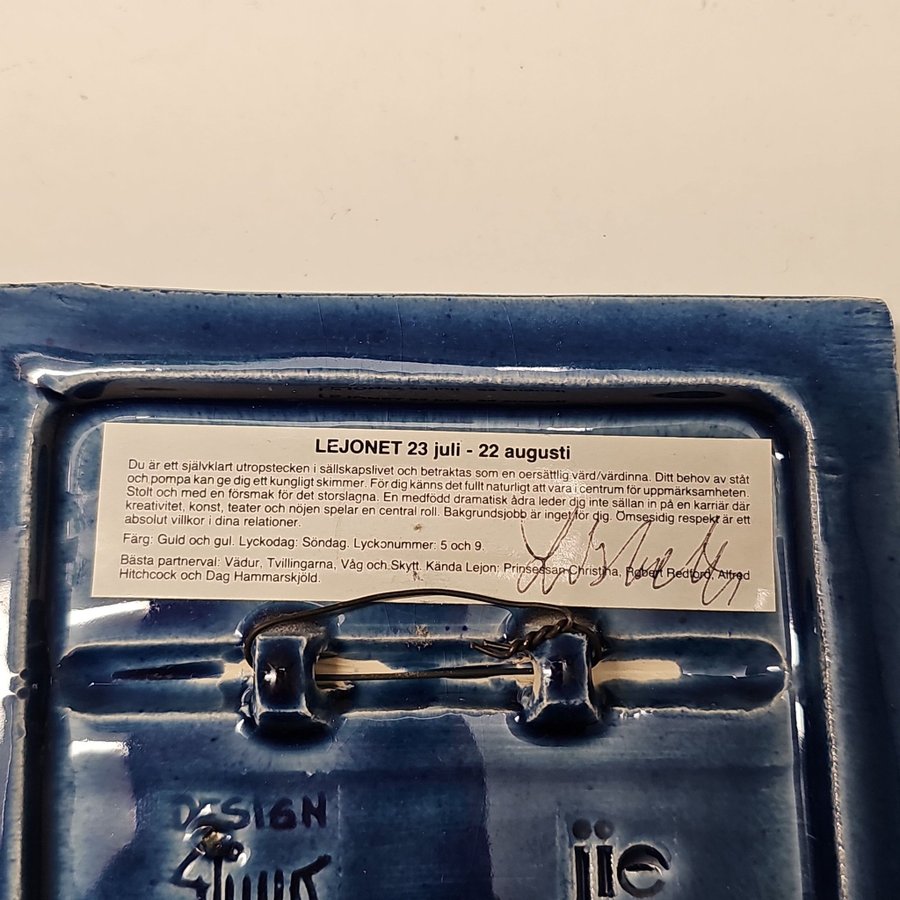 LEJONET 23 juli - 22 augusti
Du är ett självklart utropstecken i sällskapslivet och betraktas som en oersättlig värd/värdinna. Ditt behov av ståt
och pompa kan ge dig ett kungligt skimmer. För dig känns det fullt naturligt att vara i centrum för uppmärksamheten.
Stolt och med en försmak för det storslagna. En medfödd dramatisk ådra leder dig inte sällan in på en karriär där
kreativitet, konst, teater och nöjen spelar en central roll. Bakgrundsjobb är inget för dig. Ömsesidig respekt är ett
absolut villkor i dina relationer.
Färg: Guld och gul. Lyckodag: Söndag. Lyckonummer: 5 och 9.
Bästa partnerval: Vädur, Tvillingarna, Våg och Skytt. Kända Lejon: Prinsessan Christina, Robert Redford, Alfred
Hitchcock och Dag Hammarskjöld.
DESIGN
jie